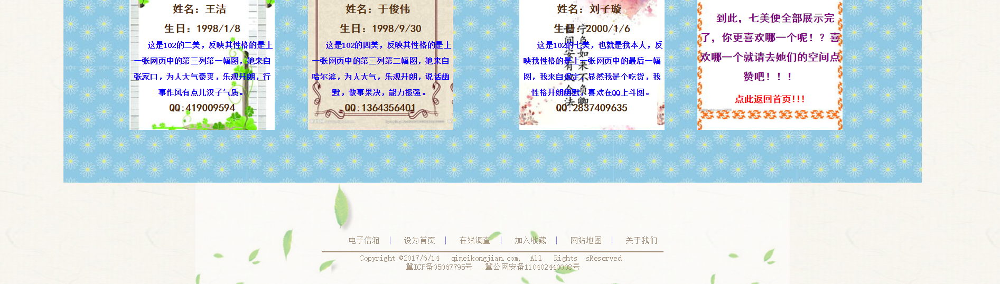 姓名：王洁
生日：1998/1/8
这是102的二美，反映其性格的是上
一张网页中的第三列第一幅图，她来自
张家口，为人大气豪爽，乐观开朗，行
事作风有点儿汉子气质。
QQ:419009594
姓名：于俊伟
生日：1998/9/30
这是102的四美，反映其性格的是上
一张网页中的第三列第二幅图，她来自
哈尔滨，为人大气，乐观开朗，说话幽
默，做事果决，能力极强。
QQ:1364356401
姓名：刘子璇
生日：2000/1/6
这是102的七美，也就是我本人，反
映我性格的是上一张网页中的最后一幅
图，我来自保定，显然我是个吃货，我
性格开朗幽默，喜欢在QQ上斗图。
QQ:2837409635
世间安有双全法
不负如来不负卿
到此，七美便全部展示完
了，你更喜欢哪一个呢！？喜
欢哪一个就请去她们的空间点
赞吧！！！
点此返回首页!!!
电子信箱 | 设为首页 | 在线调查 | 加入收藏 | 网站地图 | 关于我们
Copyright ©2017/6/14 qimeikongjian.com, All Rights sReserved
冀ICP备05067795号 冀公网安备110402440008号